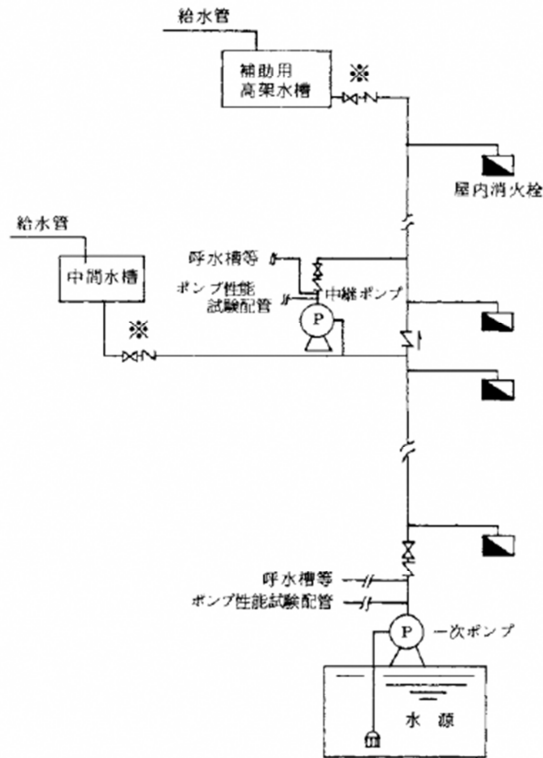 給水管
補助用
高架水槽
※
屋内消火栓
給水管
中間水槽
※
呼水槽等
ポンプ性能
試験配管
中継ポンプ
P
呼水槽等
ポンプ性能試験配管
P
一次ポンプ
水源